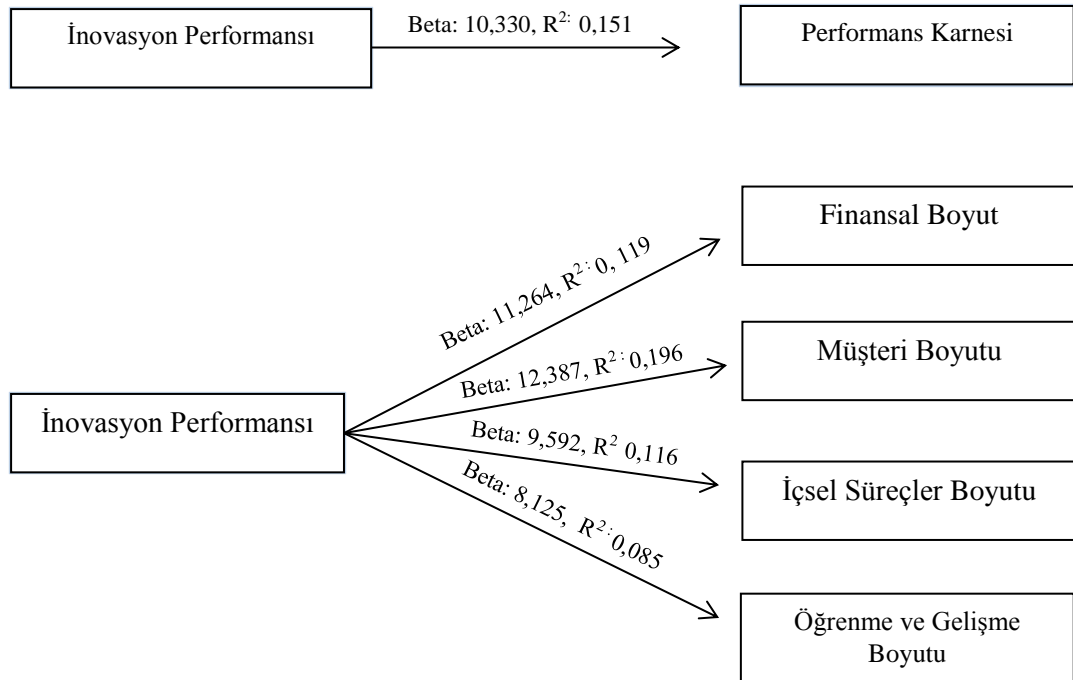 İnovasyon Performansı
Beta: 10,330, R²: 0,151
Performans Karnesi
Finansal Boyut
Beta: 11,264, R²: 0, 119
Müşteri Boyutu
Beta: 12,387, R²: 0,196
İnovasyon Performansı
Beta: 9,592, R² 0,116
İçsel Süreçler Boyutu
Beta: 8,125, R²: 0,085
Öğrenme ve Gelişme
Boyutu